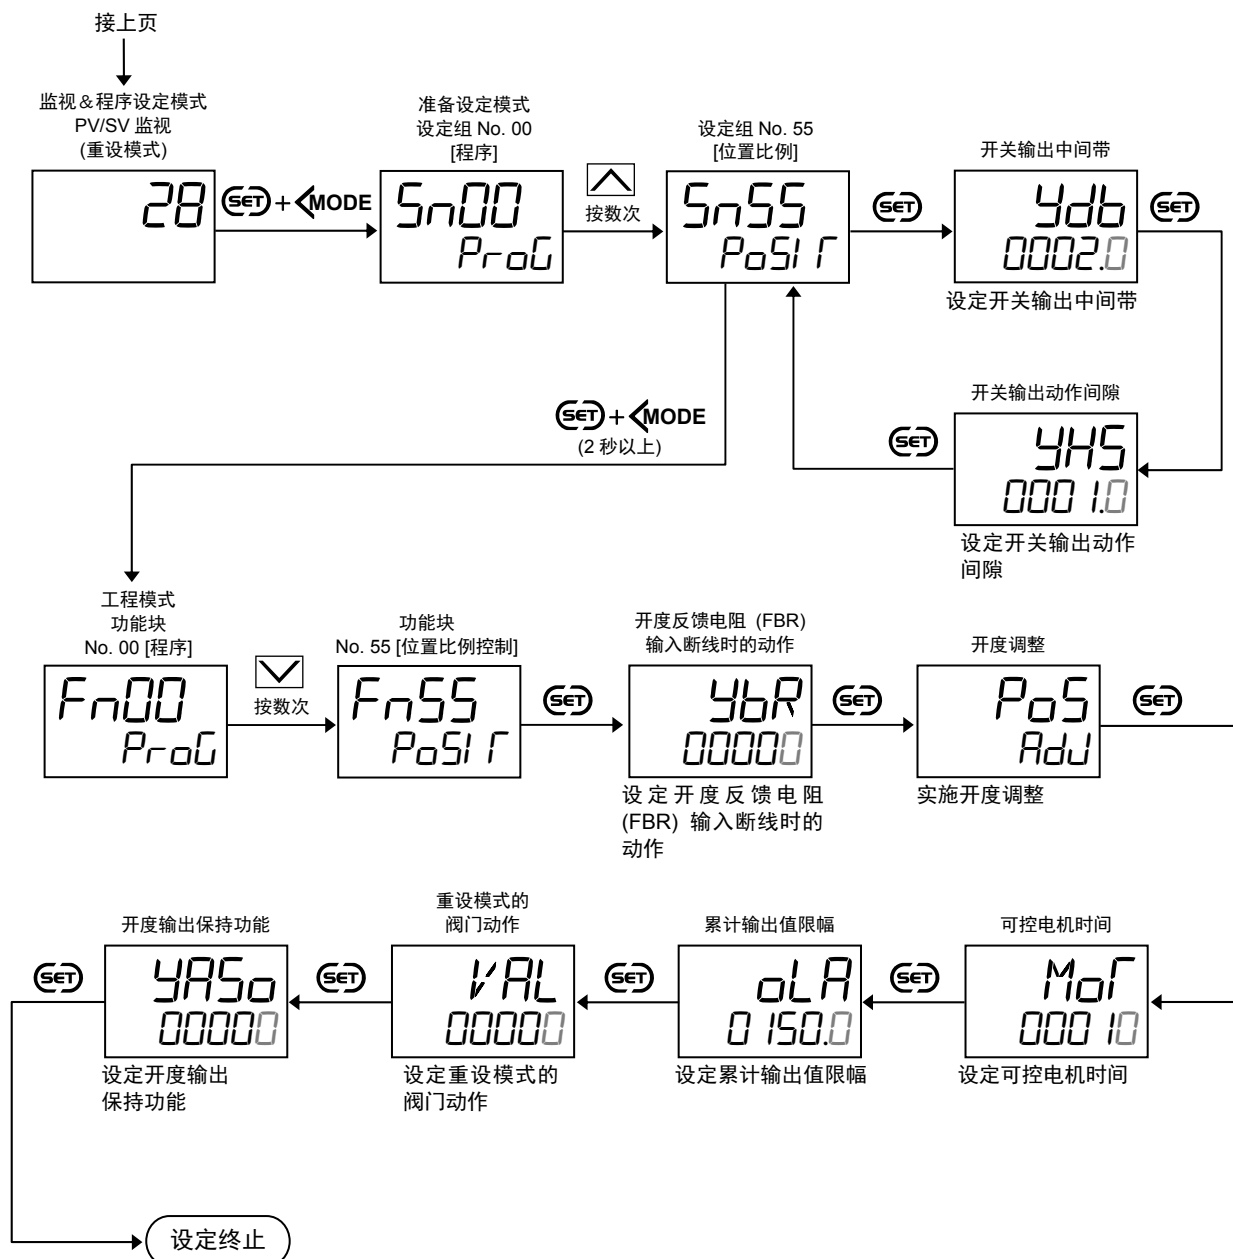 接上页
监视＆程序设定模式
PV/SV 监视
(重设模式)
28
SET + MODE
准备设定模式
设定组 No. 00
[程序]
Sn00
ProG
按数次
设定组 No. 55
[位置比例]
Sn55
PoSIT
SET
开关输出中间带
Ydb
0002.0
设定开关输出中间带
SET
开关输出动作间隙
YHS
0001.0
设定开关输出动作
间隙
SET
SET + MODE
(2 秒以上)
工程模式
功能块
No. 00 [程序]
Fn00
ProG
按数次
功能块
No. 55 [位置比例控制]
Fn55
PoSIT
SET
开度反馈电阻 (FBR)
输入断线时的动作
YbR
00000
设定开度反馈电阻
(FBR) 输入断线时的
动作
SET
开度调整
PoS
AdJ
实施开度调整
SET
可控电机时间
MoT
00010
设定可控电机时间
SET
累计输出值限幅
oLA
0150.0
设定累计输出值限幅
SET
重设模式的
阀门动作
VAL
00000
设定重设模式的
阀门动作
SET
开度输出保持功能
YASo
00000
设定开度输出
保持功能
SET
设定终止